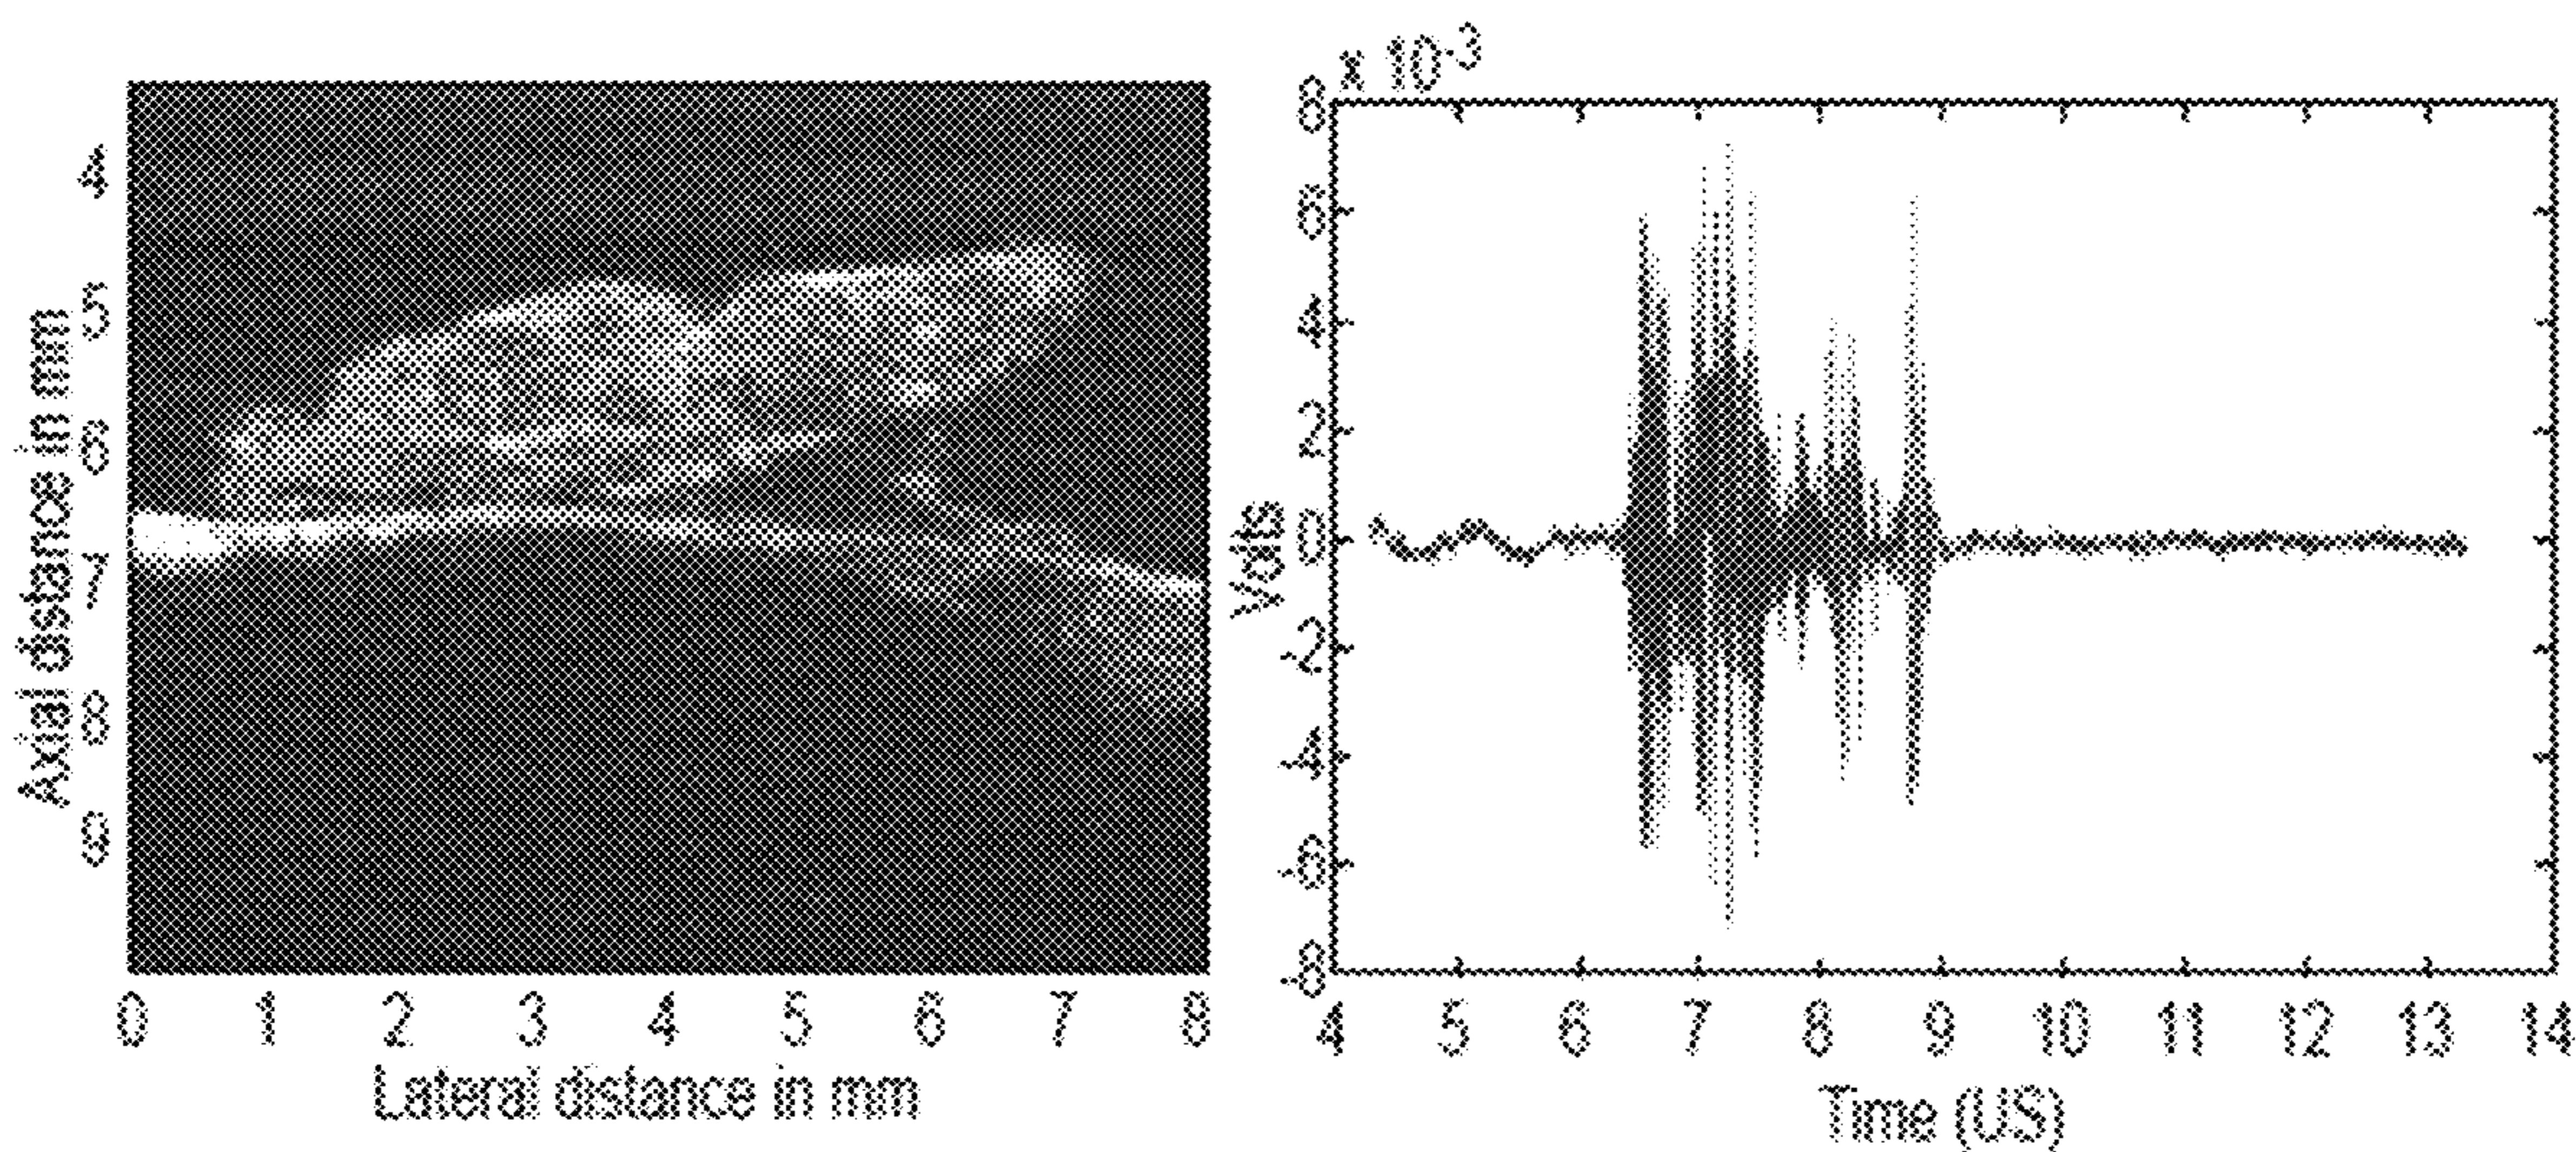 4
5
6
7
8
9
Axial distance in mm
0 1 2 3 4 5 6 7 8
Lateral distance in mm
x 10-3
8
6
4
2
0
-2
-4
-6
-8
Volts
4 5 6 7 8 9 10 11 12 13 14
Time (US)